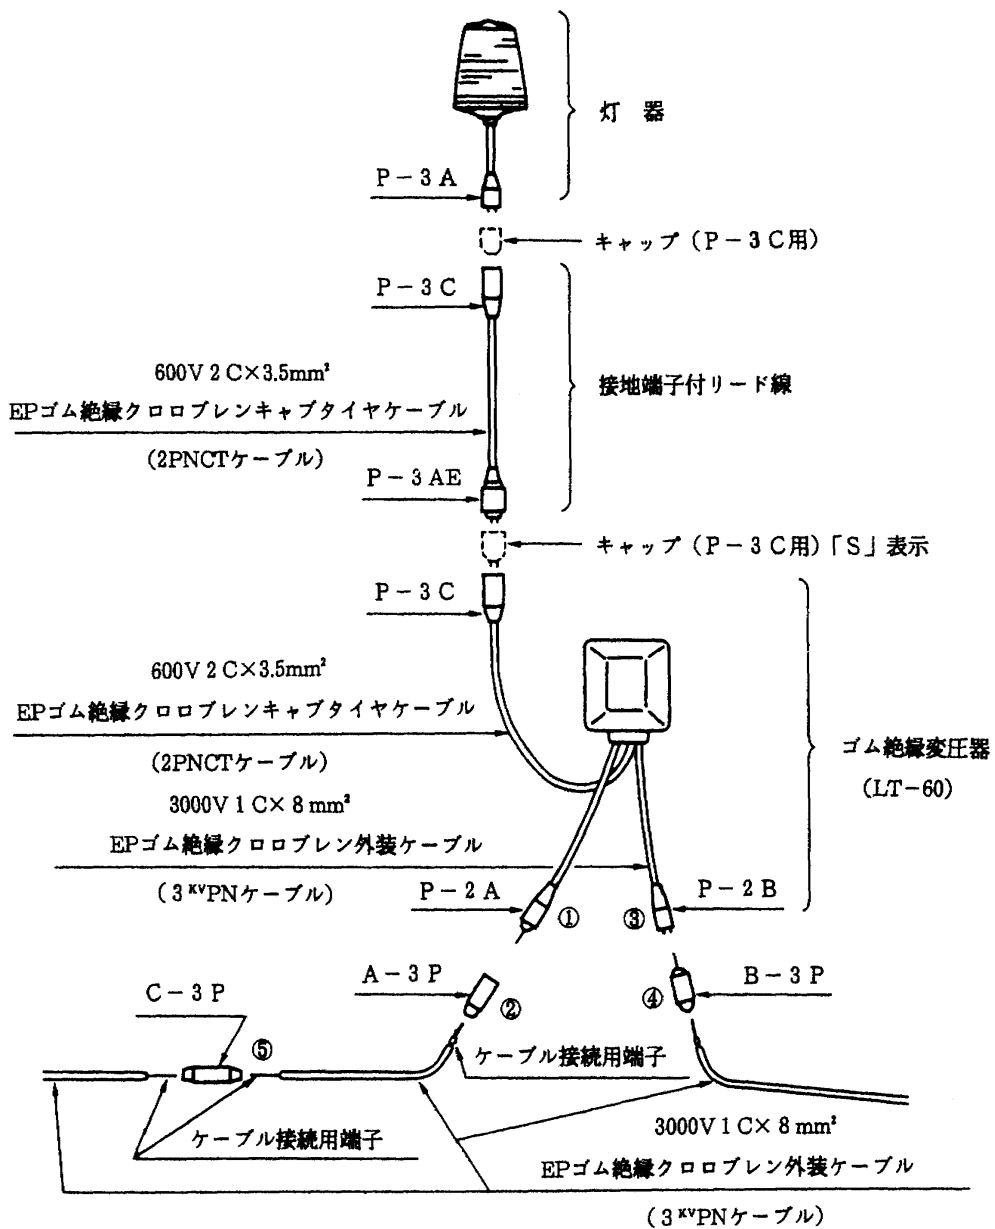 灯 器
P－3 A
キャップ（P－3 C用）
P－3 C
600V 2 C×3.5mm²
EPゴム絶縁クロロプレンキャブタイヤケーブル
(2PNCTケーブル)
接地端子付リード線
P－3 AE
キャップ（P－3 C用）「S」表示
P－3 C
600V 2 C×3.5mm²
EPゴム絶縁クロロプレンキャブタイヤケーブル
(2PNCTケーブル)
ゴム絶縁変圧器
(LT－60)
3000V 1 C× 8 mm²
EPゴム絶縁クロロプレン外装ケーブル
(3 KVPNケーブル)
P－2 A
①
③
P－2 B
A－3 P
②
④
B－3 P
C－3 P
⑤
ケーブル接続用端子
ケーブル接続用端子
3000V 1 C× 8 mm²
EPゴム絶縁クロロプレン外装ケーブル
(3 KVPNケーブル)